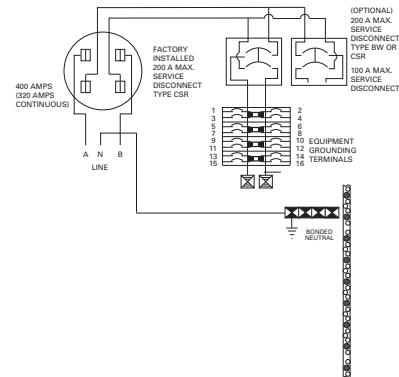 (OPTIONAL)
200 A MAX.
SERVICE
DISCONNECT
TYPE BW OR
CSR
100 A MAX.
SERVICE
DISCONNECT
FACTORY
INSTALLED
200 A MAX.
SERVICE
DISCONNECT
TYPE CSR
400 AMPS
(320 AMPS
CONTINUOUS)
A N B
LINE
1 2
3 4
5 6
7 8
9 10
11 12
13 14
15 16
EQUIPMENT
GROUNDING
TERMINALS
BONDED
NEUTRAL